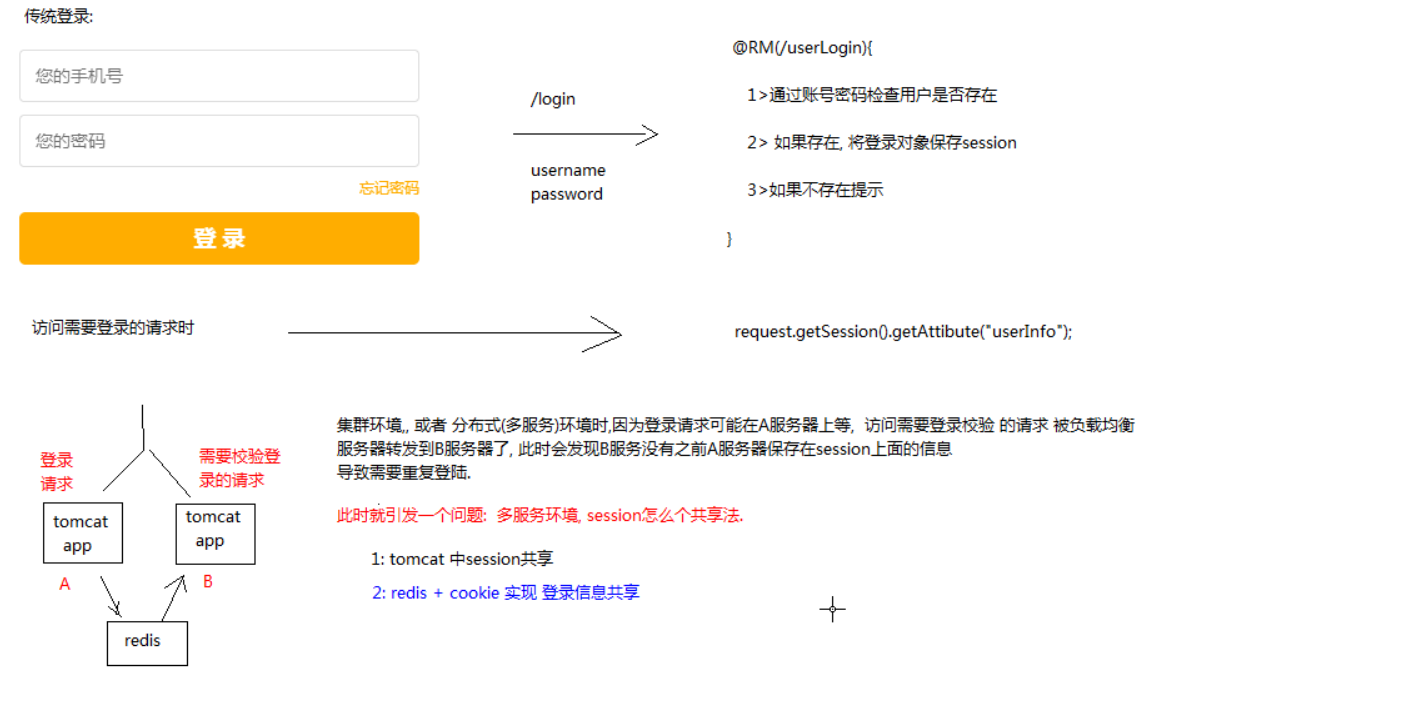 传统登录:
您的手机号
您的密码
忘记密码
登 录
/login
username
password
@RM(/userLogin){
1>通过账号密码检查用户是否存在
2> 如果存在, 将登录对象保存session
3>如果不存在提示
}
访问需要登录的请求时
request.getSession().getAttibute("userInfo");
登录
请求
需要校验登
录的请求
tomcat
app
tomcat
app
A
B
redis
集群环境,, 或者 分布式(多服务)环境时,因为登录请求可能在A服务器上等, 访问需要登录校验 的请求 被负载均衡
服务器转发到B服务器了, 此时会发现B服务没有之前A服务器保存在session上面的信息
导致需要重复登陆.
此时就引发一个问题: 多服务环境, session怎么个共享法.
1: tomcat 中session共享
2: redis + cookie 实现 登录信息共享